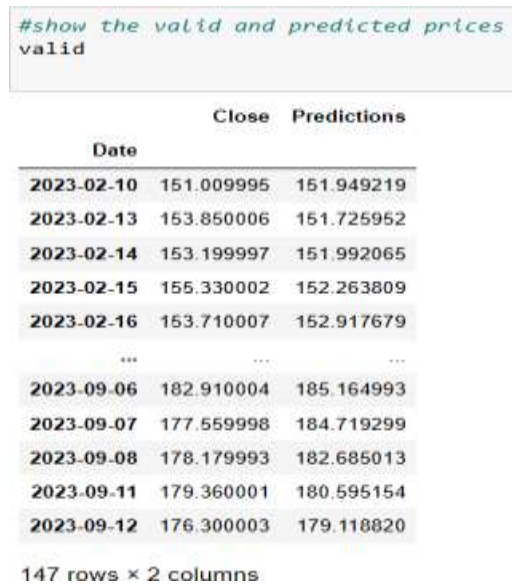 #show the valid and predicted prices
valid
Close Predictions
Date
2023-02-10 151.009995 151.949219
2023-02-13 153.850006 151.725952
2023-02-14 153.199997 151.992065
2023-02-15 155.330002 152.263809
2023-02-16 153.710007 152.917679
... ... ...
2023-09-06 182.910004 185.164993
2023-09-07 177.559998 184.719299
2023-09-08 178.179993 182.685013
2023-09-11 179.360001 180.595154
2023-09-12 176.300003 179.118820
147 rows × 2 columns